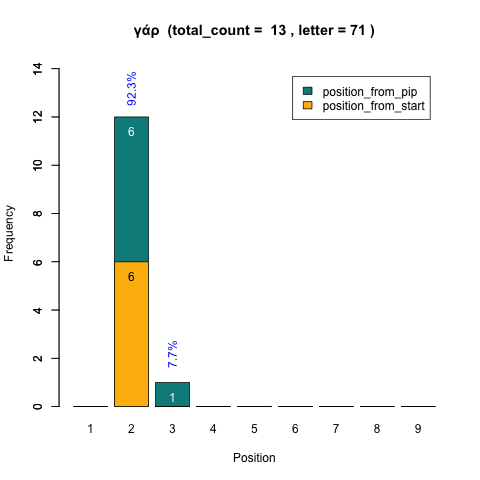 γάρ (total_count = 13 , letter = 71 )
position_from_pip
position_from_start
Frequency
14
12
10
8
6
4
2
0
92.3%
6
6
7.7%
1
1 2 3 4 5 6 7 8 9
Position